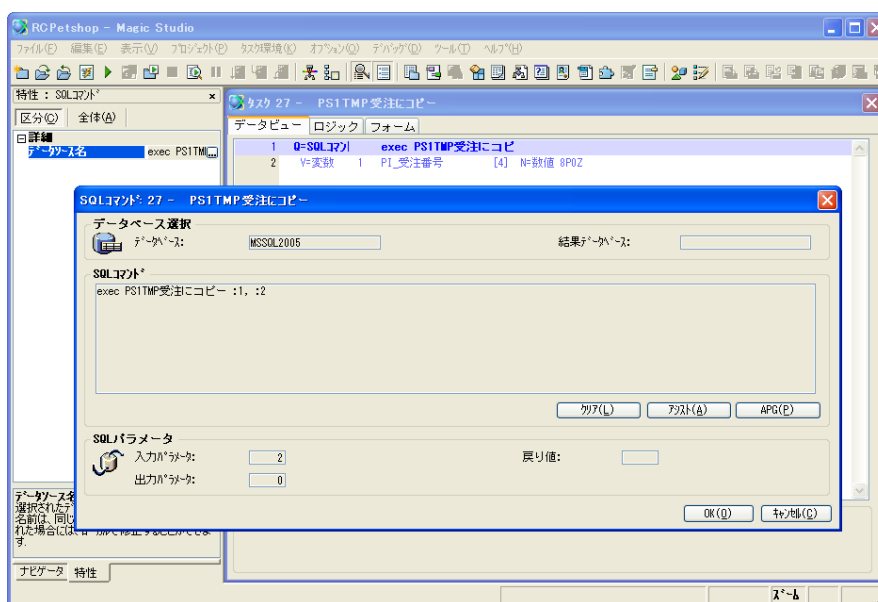 RCPetshop - Magic Studio
ファイル(F) 編集(E) 表示(V) プロジェクト(P) タスク環境(K) オプション(O) デバッグ(D) ツール(T) ヘルプ(H)
特性 : SQLコマンド
区分(C) 全体(A)
詳細
データソース名 exec PS1TM
タスク 27 - PS1TMP受注にコピー
データビュー ロジック フォーム
1 Q=SQLコマン exec PS1TMP受注にコピ
2 V=変数 1 PI_受注番号 [4] N=数値 8P0Z
SQLコマンド: 27 - PS1TMP受注にコピー
データベース選択
データベース: MSSQL2005 結果データベース:
SQLコマンド
exec PS1TMP受注にコピー :1, :2
クリア(L) アシスト(A) APG(P)
SQLパラメータ
入力パラメータ: 2 戻り値:
出力パラメータ: 0
OK(O) キャンセル(C)
データソース名
選択されたデ
名前は、同じ
れた場合には
す.
ナビゲータ 特性
ズーム